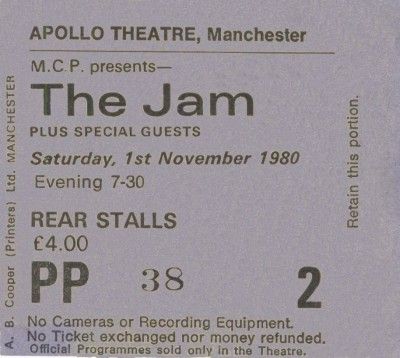 APOLLO THEATRE, Manchester
M.C.P. presents—
The Jam
PLUS SPECIAL GUESTS
Saturday, 1st November 1980
Evening 7-30
REAR STALLS
£4.00
PP 38 2
No Cameras or Recording Equipment.
No Ticket exchanged nor money refunded.
Official Programmes sold only in the Theatre.
A. B. Cooper (Printers) Ltd. MANCHESTER
Retain this portion.